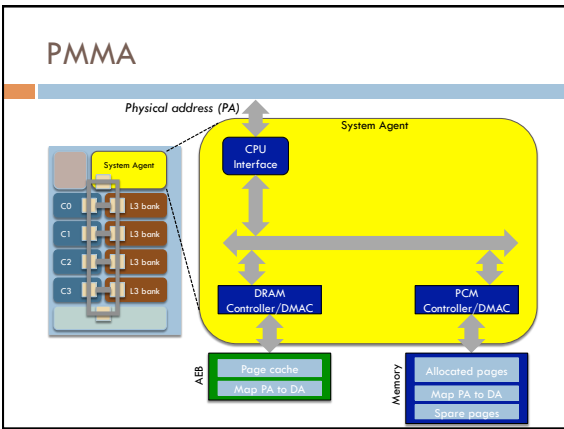 PMMA
Physical address (PA)
System Agent
CPU
Interface
System Agent
C0
L3 bank
C1
L3 bank
C2
L3 bank
C3
L3 bank
DRAM
Controller/DMAC
PCM
Controller/DMAC
AEB
Page cache
Map PA to DA
Memory
Allocated pages
Map PA to DA
Spare pages